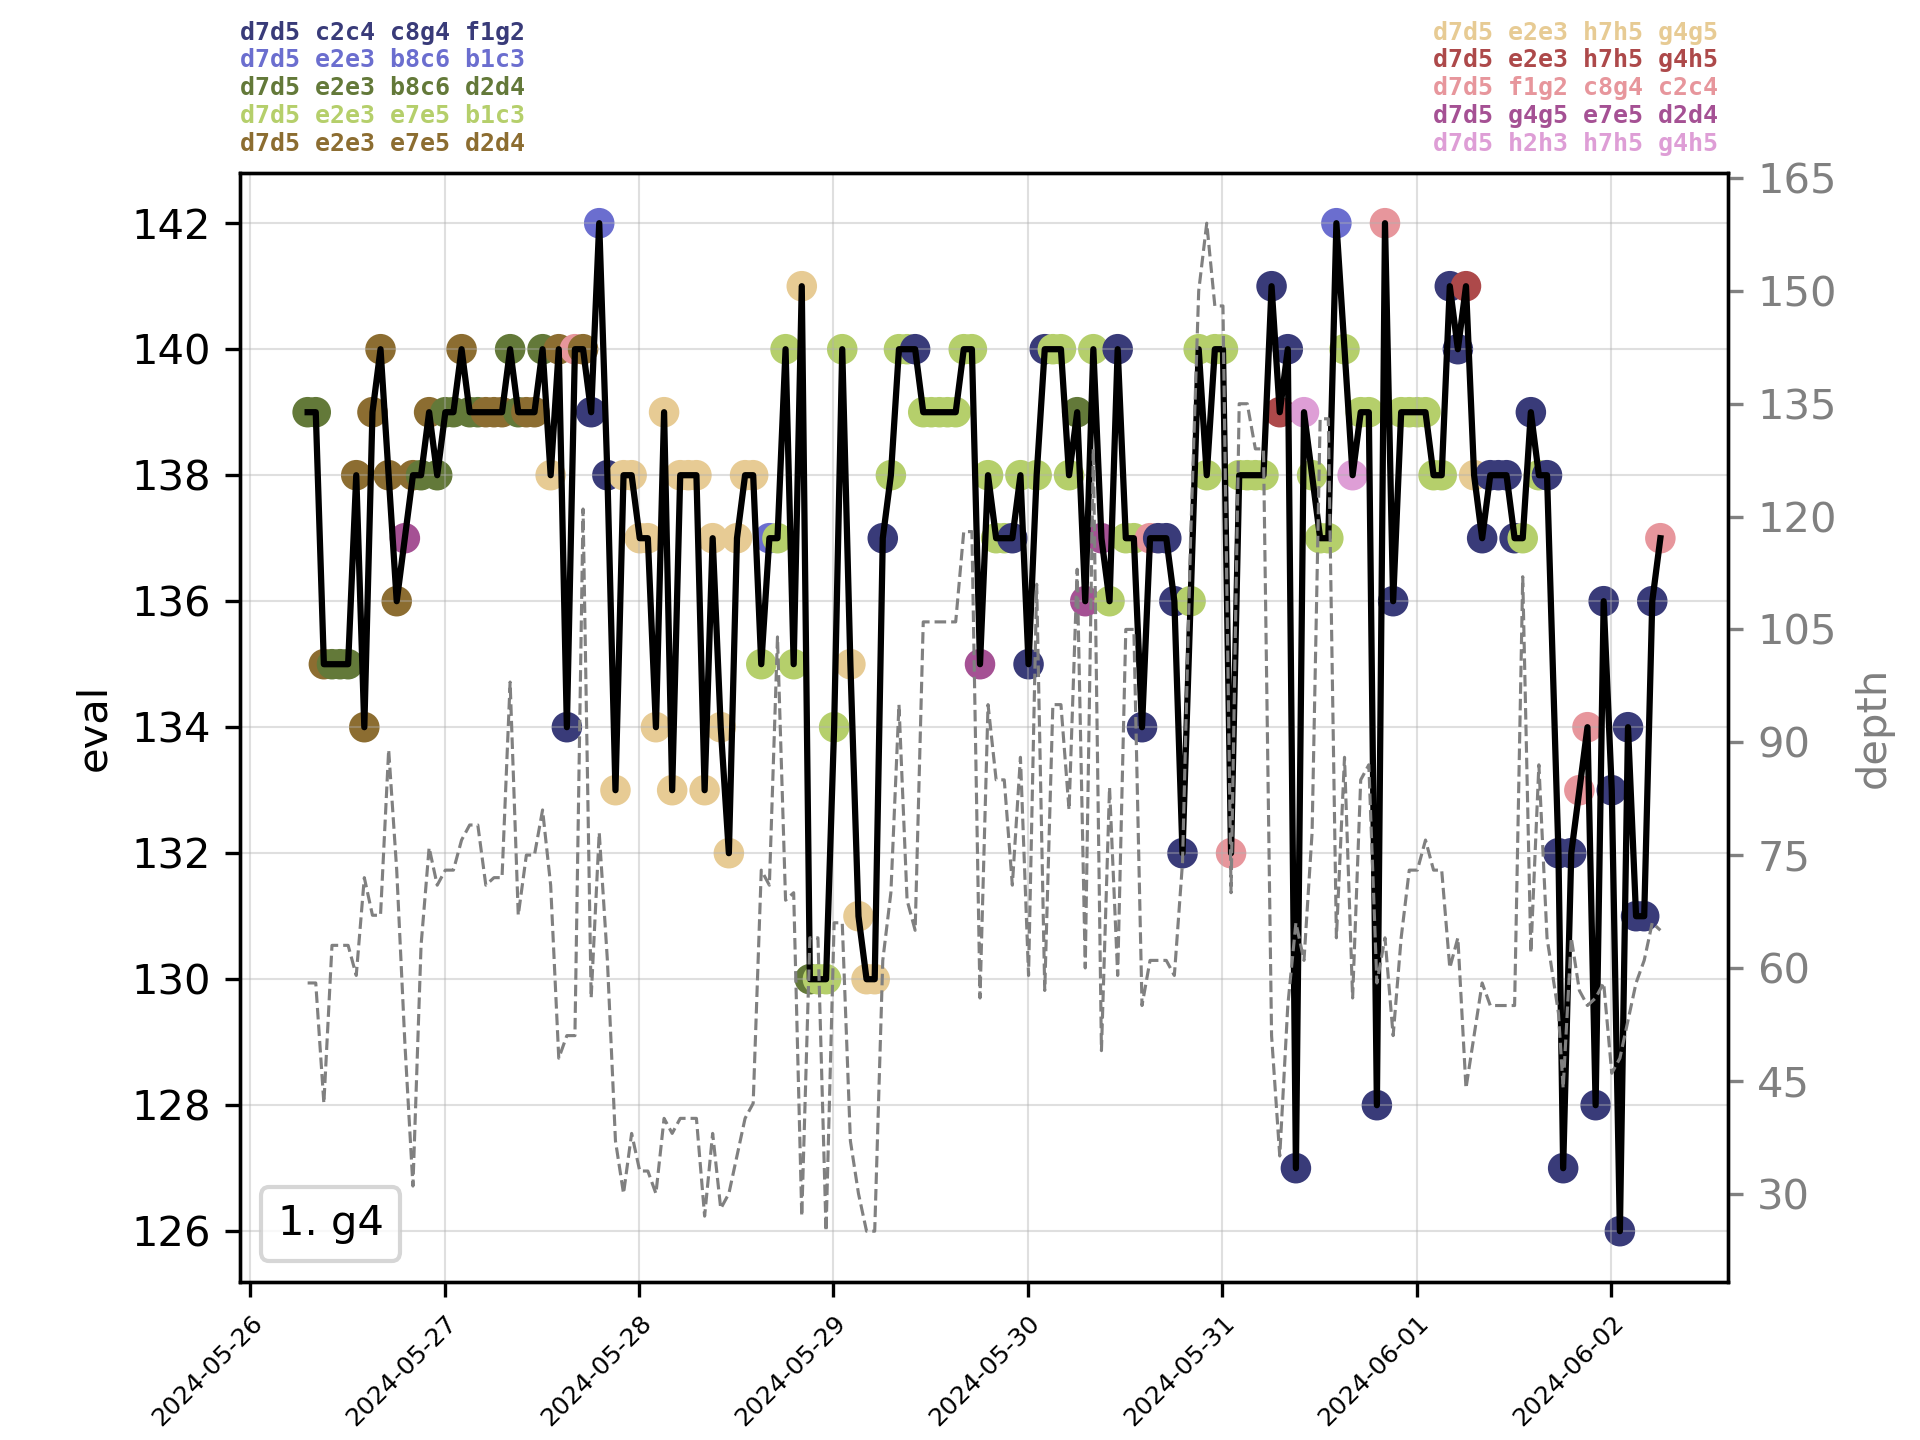 d7d5 c2c4 c8g4 f1g2
d7d5 e2e3 b8c6 b1c3
d7d5 e2e3 b8c6 d2d4
d7d5 e2e3 e7e5 b1c3
d7d5 e2e3 e7e5 d2d4
d7d5 e2e3 h7h5 g4g5
d7d5 e2e3 h7h5 g4h5
d7d5 f1g2 c8g4 c2c4
d7d5 g4g5 e7e5 d2d4
d7d5 h2h3 h7h5 g4h5
eval
142
140
138
136
134
132
130
128
126
165
150
135
120
105
90
75
60
45
30
depth
1. g4
2024-05-26
2024-05-27
2024-05-28
2024-05-29
2024-05-30
2024-05-31
2024-06-01
2024-06-02